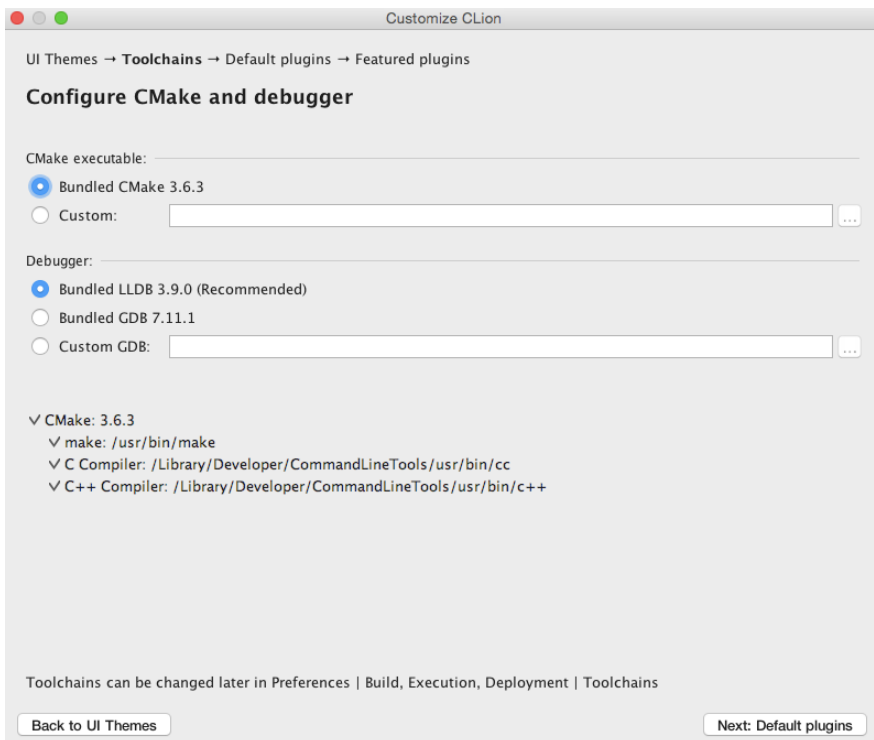 Customize CLion
UI Themes → Toolchains → Default plugins → Featured plugins
Configure CMake and debugger
CMake executable:
Bundled CMake 3.6.3
Custom:
...
Debugger:
Bundled LLDB 3.9.0 (Recommended)
Bundled GDB 7.11.1
Custom GDB:
...
CMake: 3.6.3
make: /usr/bin/make
C Compiler: /Library/Developer/CommandLineTools/usr/bin/cc
C++ Compiler: /Library/Developer/CommandLineTools/usr/bin/c++
Toolchains can be changed later in Preferences | Build, Execution, Deployment | Toolchains
Back to UI Themes
Next: Default plugins